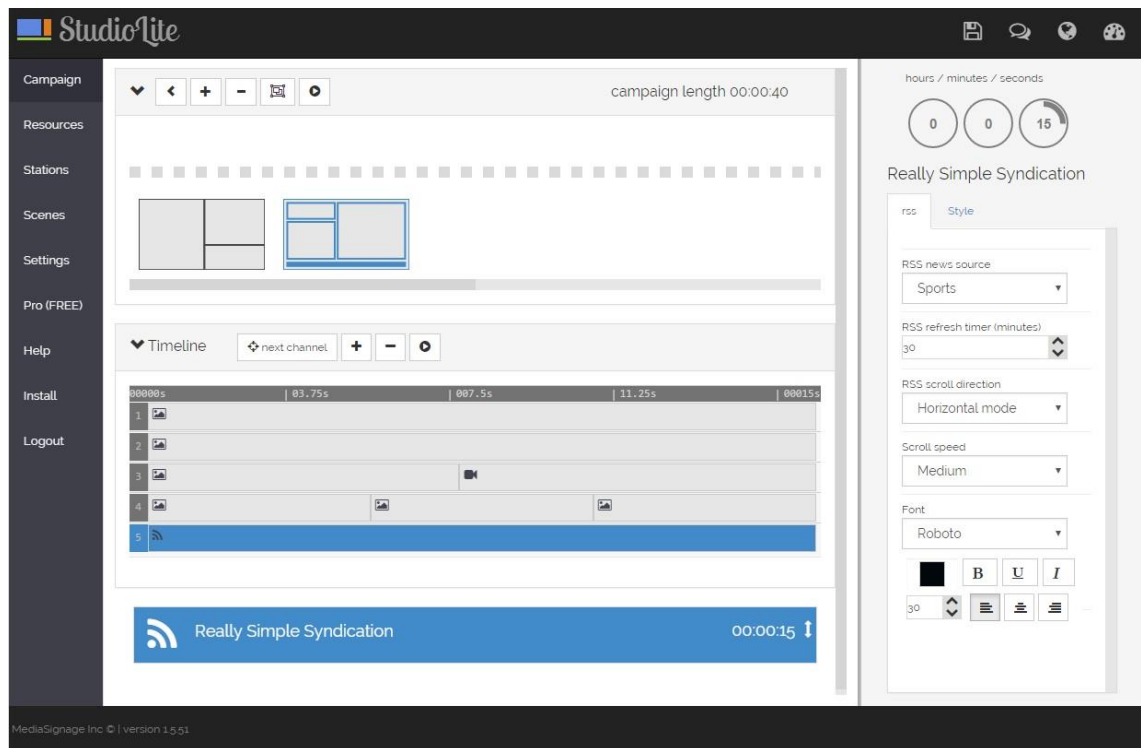 StudioLite
Campaign
Resources
Stations
Scenes
Settings
Pro (FREE)
Help
Install
Logout
campaign length 00:00:40
Timeline
next channel
00000s | 03.75s | 007.5s | 11.25s | 00015s
1
2
3
4
5
Really Simple Syndication 00:00:15
hours / minutes / seconds
0 0 15
Really Simple Syndication
rss Style
RSS news source
Sports
RSS refresh timer (minutes)
30
RSS scroll direction
Horizontal mode
Scroll speed
Medium
Font
Roboto
B U I
30
MediaSignage Inc © | version 1.5.51